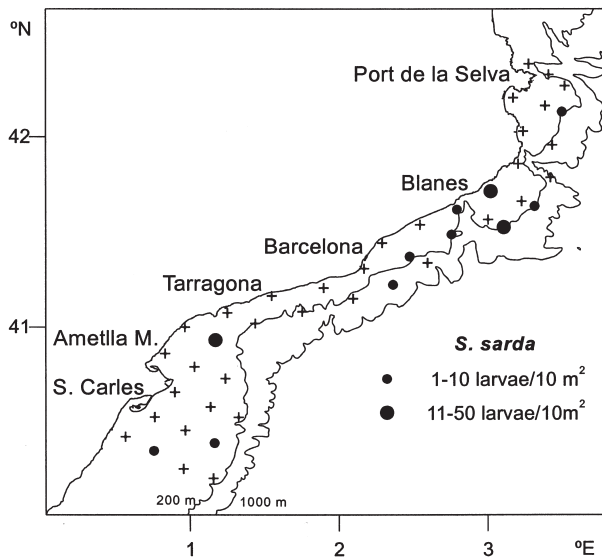 ºN
Port de la Selva
42
Blanes
Barcelona
Tarragona
41
Ametlla M.
S. sarda
S. Carles
1-10 larvae/10 m²
11-50 larvae/10m²
200 m
1000 m
1
2
3
ºE